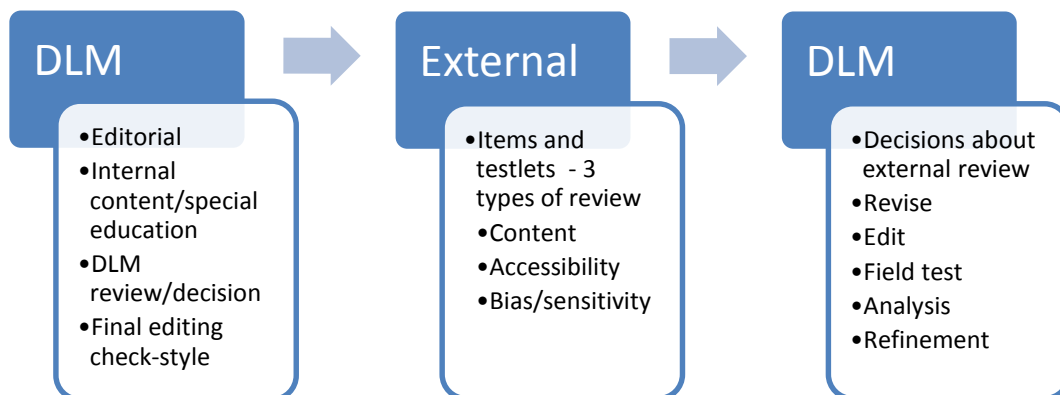 DLM
•Editorial
•Internal
content/special
education
•DLM
review/decision
•Final editing
check-style
External
•Items and
testlets - 3
types of review
•Content
•Accessibility
•Bias/sensitivity
DLM
•Decisions about
external review
•Revise
•Edit
•Field test
•Analysis
•Refinement